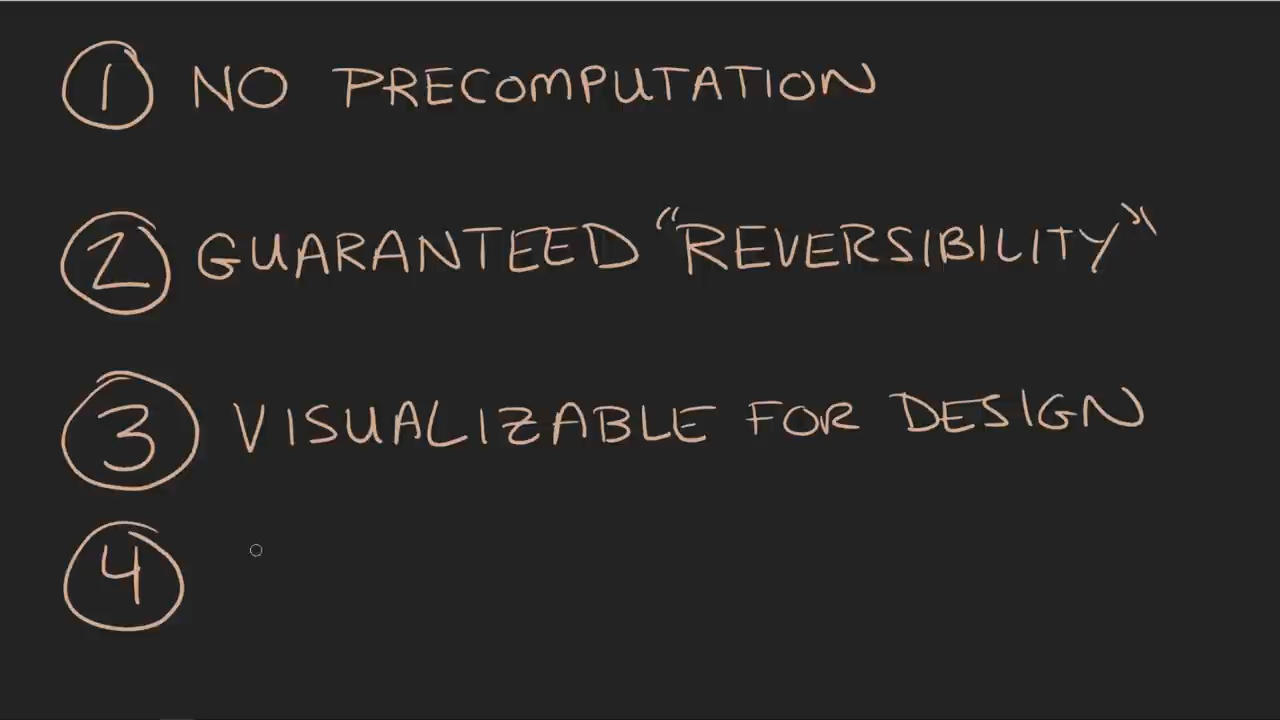 1 NO PRECOMPUTATION
2 GUARANTEED "REVERSIBILITY"
3 VISUALIZABLE FOR DESIGN
4